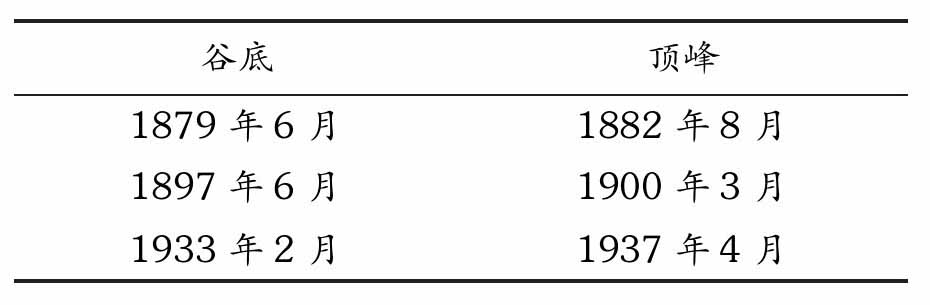 谷底 顶峰
1879 年 6 月 1882 年 8 月
1897 年 6 月 1900 年 3 月
1933 年 2 月 1937 年 4 月